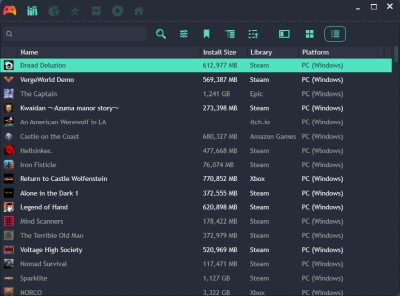 Name Install Size Library Platform
Dread Delusion 612,977 MB Steam PC (Windows)
VergeWorld Demo 569,387 MB Steam PC (Windows)
The Captain 1,241 GB Epic PC (Windows)
Kwaidan ～Azuma manor story～ 273,398 MB Steam PC (Windows)
An American Werewolf in LA itch.io PC (Windows)
Castle on the Coast 680,327 MB Amazon Games PC (Windows)
Hellsinker. 477,668 MB Steam PC (Windows)
Iron Fisticle 76,074 MB Steam PC (Windows)
Return to Castle Wolfenstein 770,852 MB Xbox PC (Windows)
Alone in the Dark 1 372,555 MB Steam PC (Windows)
Legend of Hand 620,898 MB Steam PC (Windows)
Mind Scanners 178,422 MB Steam PC (Windows)
The Terrible Old Man 372,979 MB Steam PC (Windows)
Voltage High Society 520,969 MB Steam PC (Windows)
Nomad Survival 117,471 MB Steam PC (Windows)
Sparklite 1,127 GB Steam PC (Windows)
NORCO 3,322 GB Xbox PC (Windows)